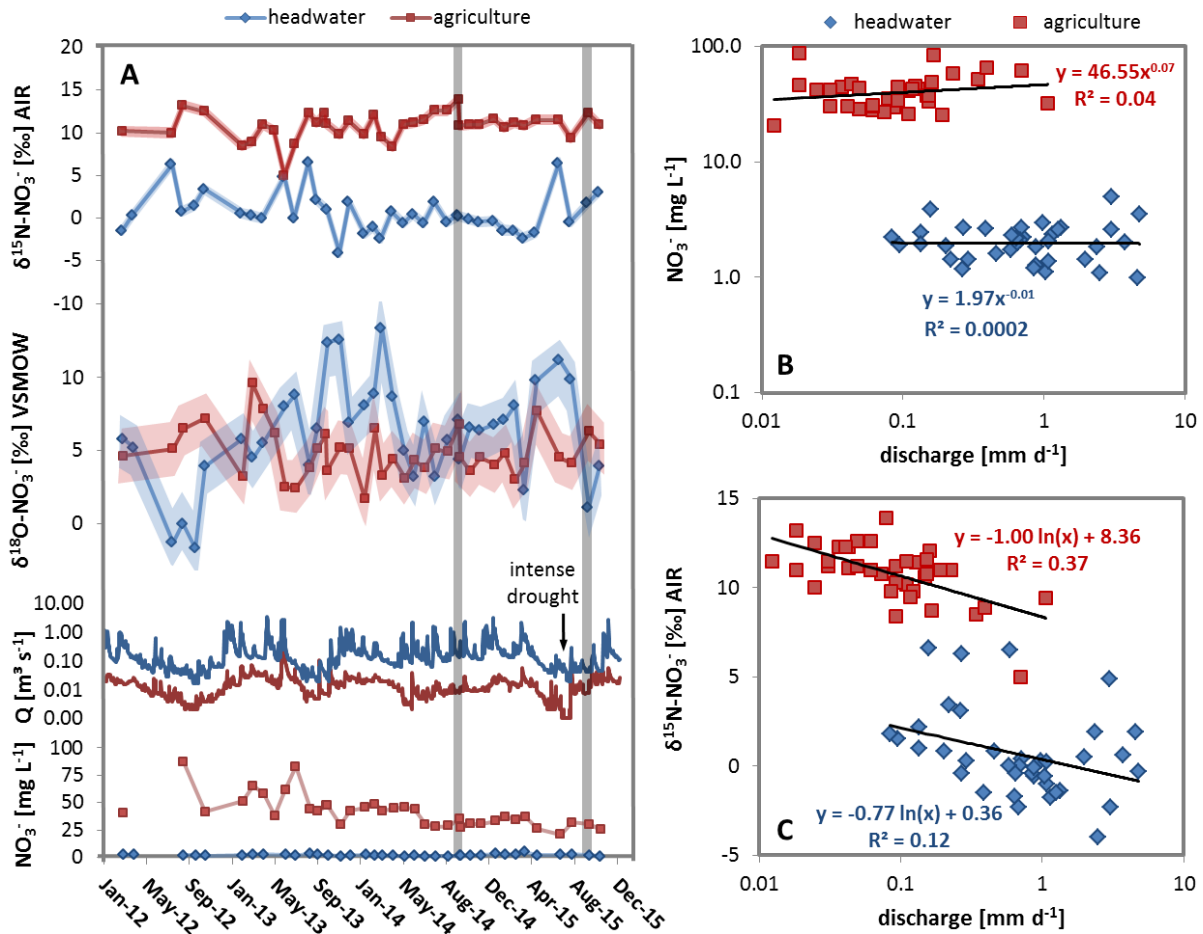 headwater agriculture
A
δ¹⁵N-NO₃⁻ [‰] AIR
20
15
10
5
0
-5
-10
δ¹⁸O-NO₃⁻ [‰] VSMOW
10
5
0
intense
drought
Q [m³ s⁻¹]
10.00
1.00
0.10
0.01
0.00
NO₃⁻ [mg L⁻¹]
100
75
50
25
0
Jan-12
May-12
Sep-12
Jan-13
May-13
Sep-13
Jan-14
May-14
Aug-14
Dec-14
Apr-15
Aug-15
Dec-15
headwater agriculture
NO₃⁻ [mg L⁻¹]
100.0
10.0
1.0
0.1
y = 46.55x⁰·⁰⁷
R² = 0.04
y = 1.97x⁻⁰·⁰¹
R² = 0.0002
B
0.01 0.1 1 10
discharge [mm d⁻¹]
δ¹⁵N-NO₃⁻ [‰] AIR
15
10
5
0
-5
y = -1.00 ln(x) + 8.36
R² = 0.37
y = -0.77 ln(x) + 0.36
R² = 0.12
C
0.01 0.1 1 10
discharge [mm d⁻¹]